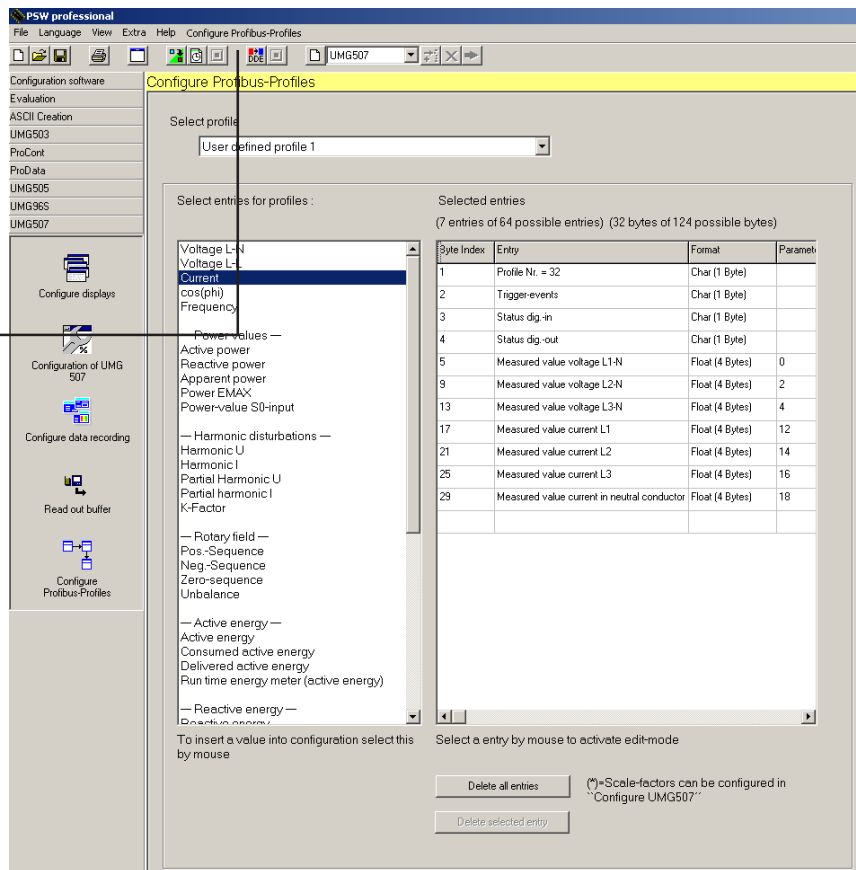 PSW professional
File Language View Extra Help Configure Profibus-Profiles
DDE UMG507
Configuration software
Evaluation
ASCII Creation
UMG503
ProCont
ProData
UMG505
UMG96S
UMG507
Configure displays
Configuration of UMG
507
Configure data recording
Read out buffer
Configure
Profibus-Profiles
Configure Profibus-Profiles
Select profile
User defined profile 1
Select entries for profiles :
Voltage L-N
Voltage L-L
Current
cos(phi)
Frequency
— Power values —
Active power
Reactive power
Apparent power
Power EMAX
Power-value S0-input
— Harmonic disturbations —
Harmonic U
Harmonic I
Partial Harmonic U
Partial harmonic I
K-Factor
— Rotary field —
Pos.-Sequence
Neg.-Sequence
Zero-sequence
Unbalance
— Active energy —
Active energy
Consumed active energy
Delivered active energy
Run time energy meter (active energy)
— Reactive energy —
Reactive energy
To insert a value into configuration select this
by mouse
Selected entries
(7 entries of 64 possible entries) (32 bytes of 124 possible bytes)
Byte Index Entry Format Paramete
1 Profile Nr. = 32 Char (1 Byte)
2 Trigger-events Char (1 Byte)
3 Status dig.-in Char (1 Byte)
4 Status dig.-out Char (1 Byte)
5 Measured value voltage L1-N Float (4 Bytes) 0
9 Measured value voltage L2-N Float (4 Bytes) 2
13 Measured value voltage L3-N Float (4 Bytes) 4
17 Measured value current L1 Float (4 Bytes) 12
21 Measured value current L2 Float (4 Bytes) 14
25 Measured value current L3 Float (4 Bytes) 16
29 Measured value current in neutral conductor Float (4 Bytes) 18
Select a entry by mouse to activate edit-mode
Delete all entries
(*)=Scale-factors can be configured in
``Configure UMG507´´
Delete selected entry